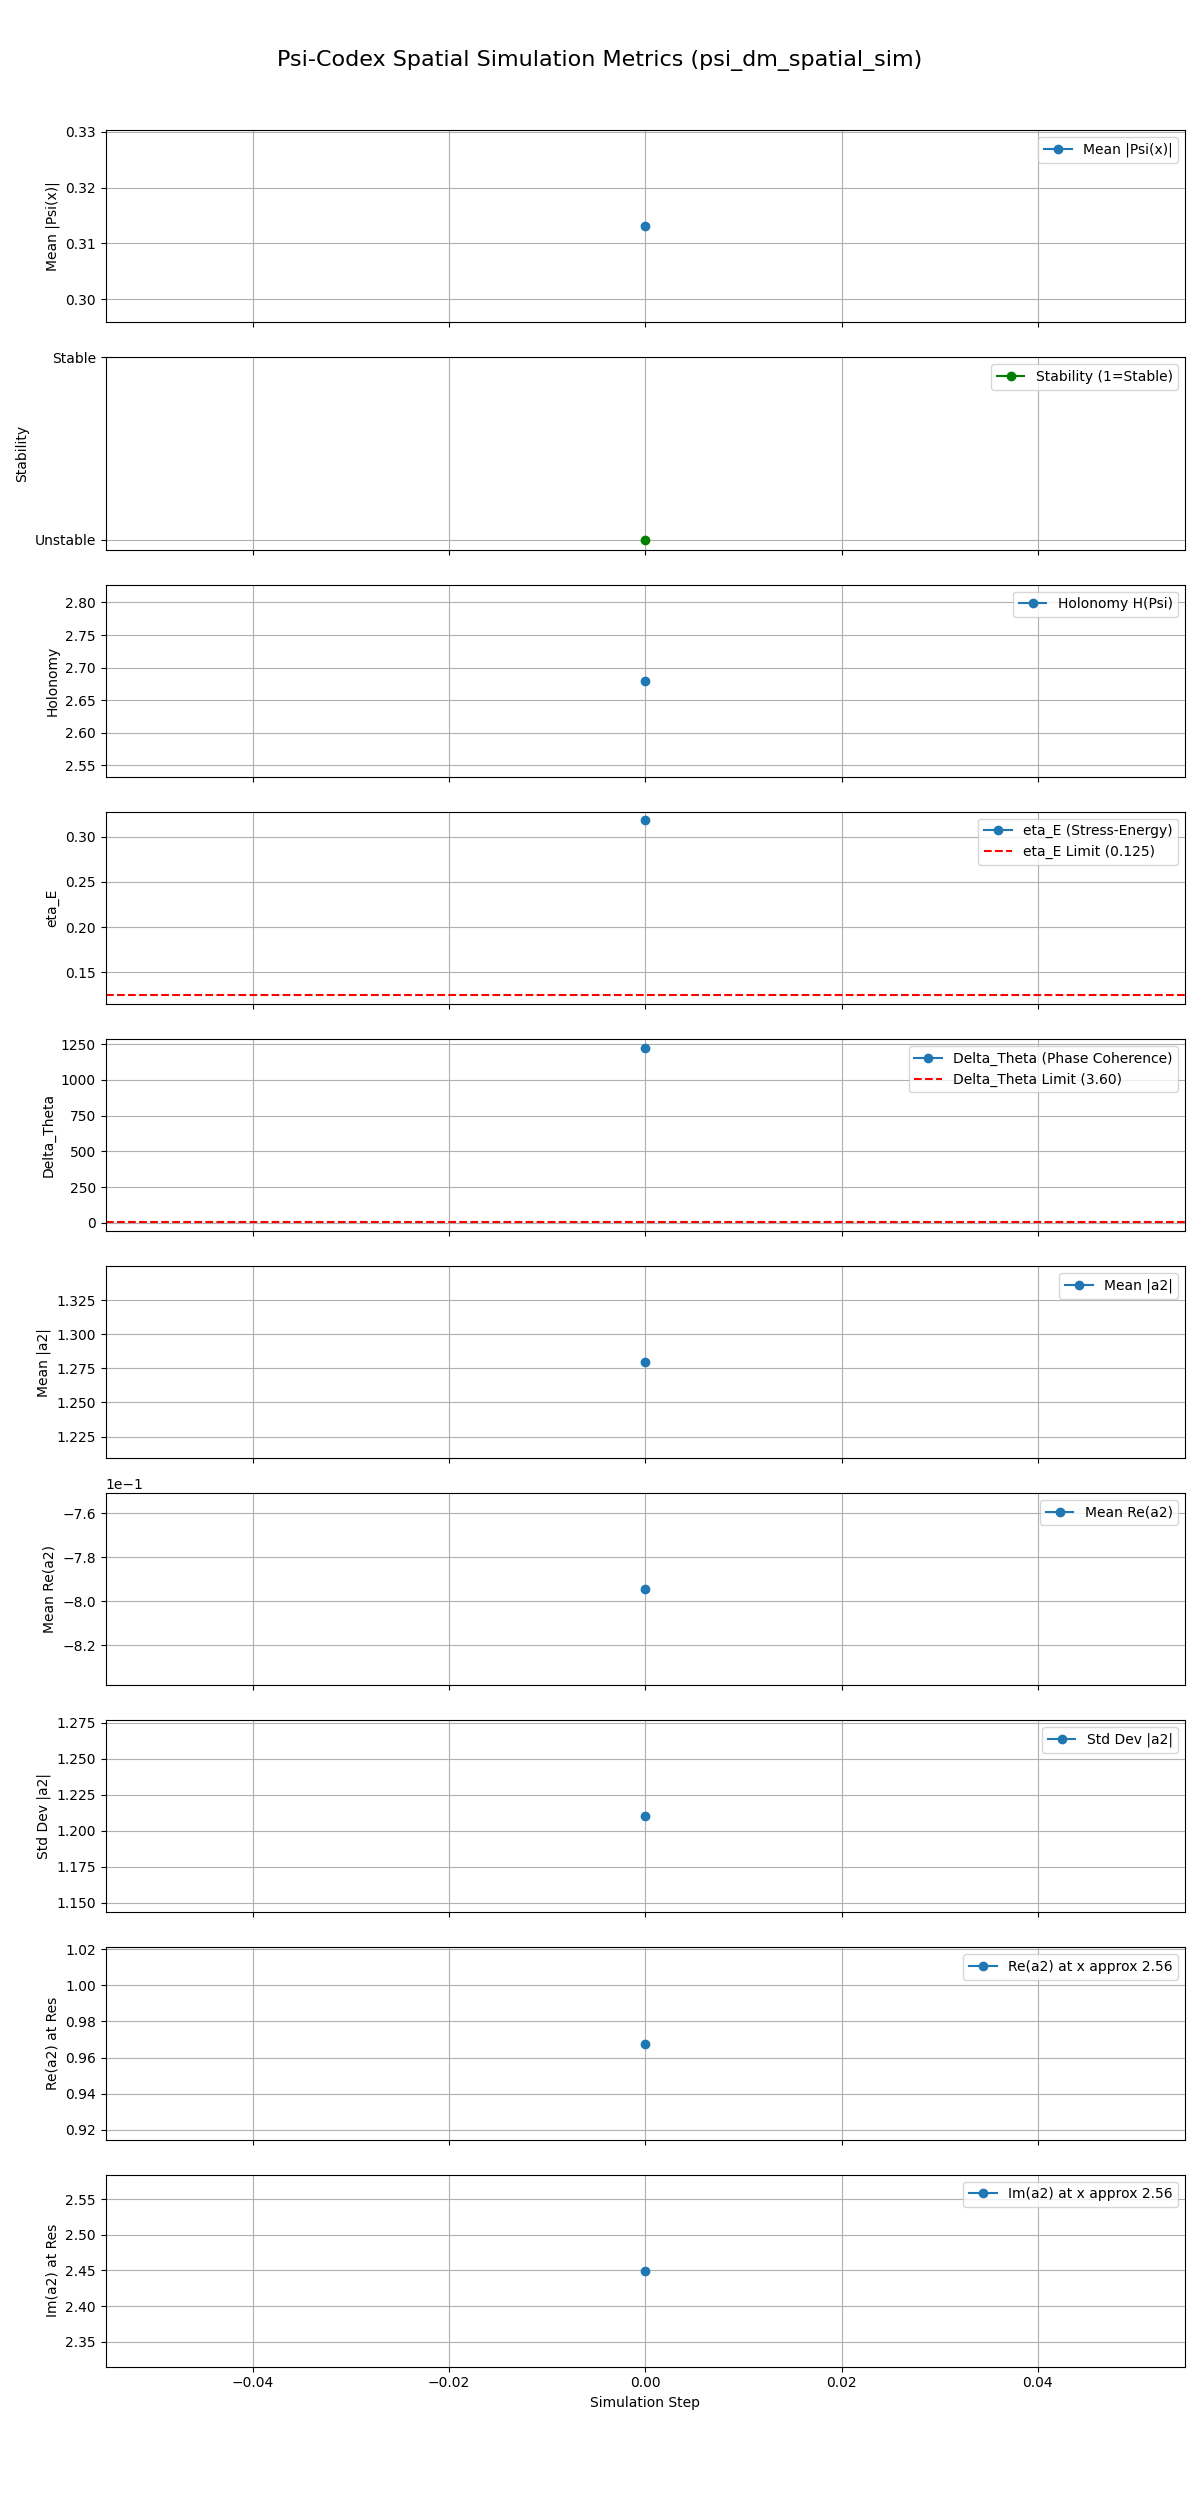 Psi-Codex Spatial Simulation Metrics (psi_dm_spatial_sim)
0.33
0.32
0.31
0.30
Mean |Psi(x)|
Mean |Psi(x)|
Stable
Unstable
Stability
Stability (1=Stable)
2.80
2.75
2.70
2.65
2.60
2.55
Holonomy
Holonomy H(Psi)
0.30
0.25
0.20
0.15
eta_E
eta_E (Stress-Energy)
eta_E Limit (0.125)
1250
1000
750
500
250
0
Delta_Theta
Delta_Theta (Phase Coherence)
Delta_Theta Limit (3.60)
1.325
1.300
1.275
1.250
1.225
Mean |a2|
Mean |a2|
1e−1
−7.6
−7.8
−8.0
−8.2
Mean Re(a2)
Mean Re(a2)
1.275
1.250
1.225
1.200
1.175
1.150
Std Dev |a2|
Std Dev |a2|
1.02
1.00
0.98
0.96
0.94
0.92
Re(a2) at Res
Re(a2) at x approx 2.56
2.55
2.50
2.45
2.40
2.35
Im(a2) at Res
Im(a2) at x approx 2.56
−0.04 −0.02 0.00 0.02 0.04
Simulation Step